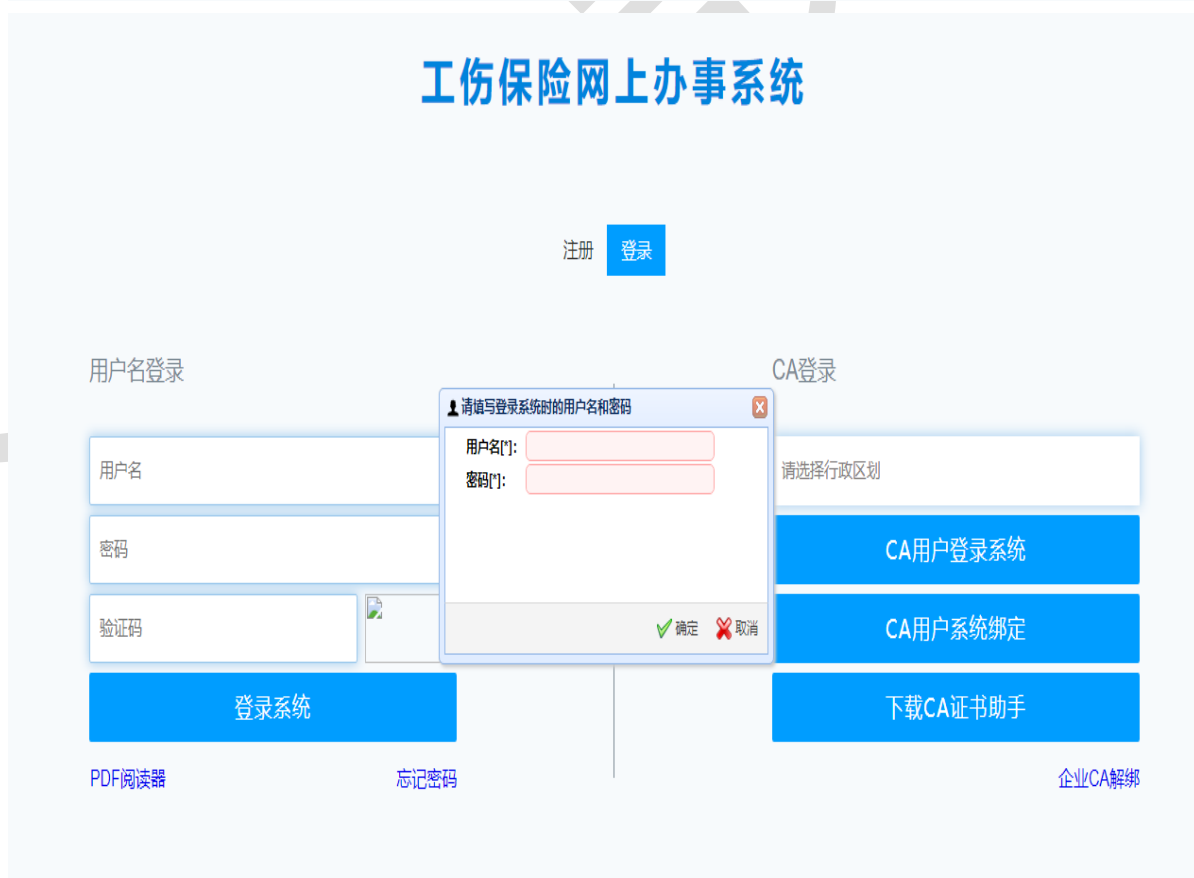 工伤保险网上办事系统
注册 登录
用户名登录
用户名
密码
验证码
登录系统
PDF阅读器 忘记密码
请填写登录系统时的用户名和密码
用户名[*]：
密码[*]：
确定 取消
CA登录
请选择行政区划
CA用户登录系统
CA用户系统绑定
下载CA证书助手
企业CA解绑